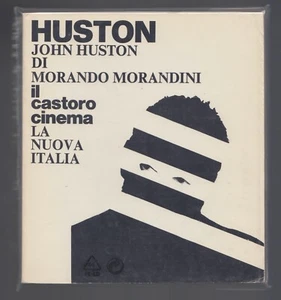 HUSTON
JOHN HUSTON
DI
MORANDO MORANDINI
il
castoro
cinema
LA
NUOVA
ITALIA